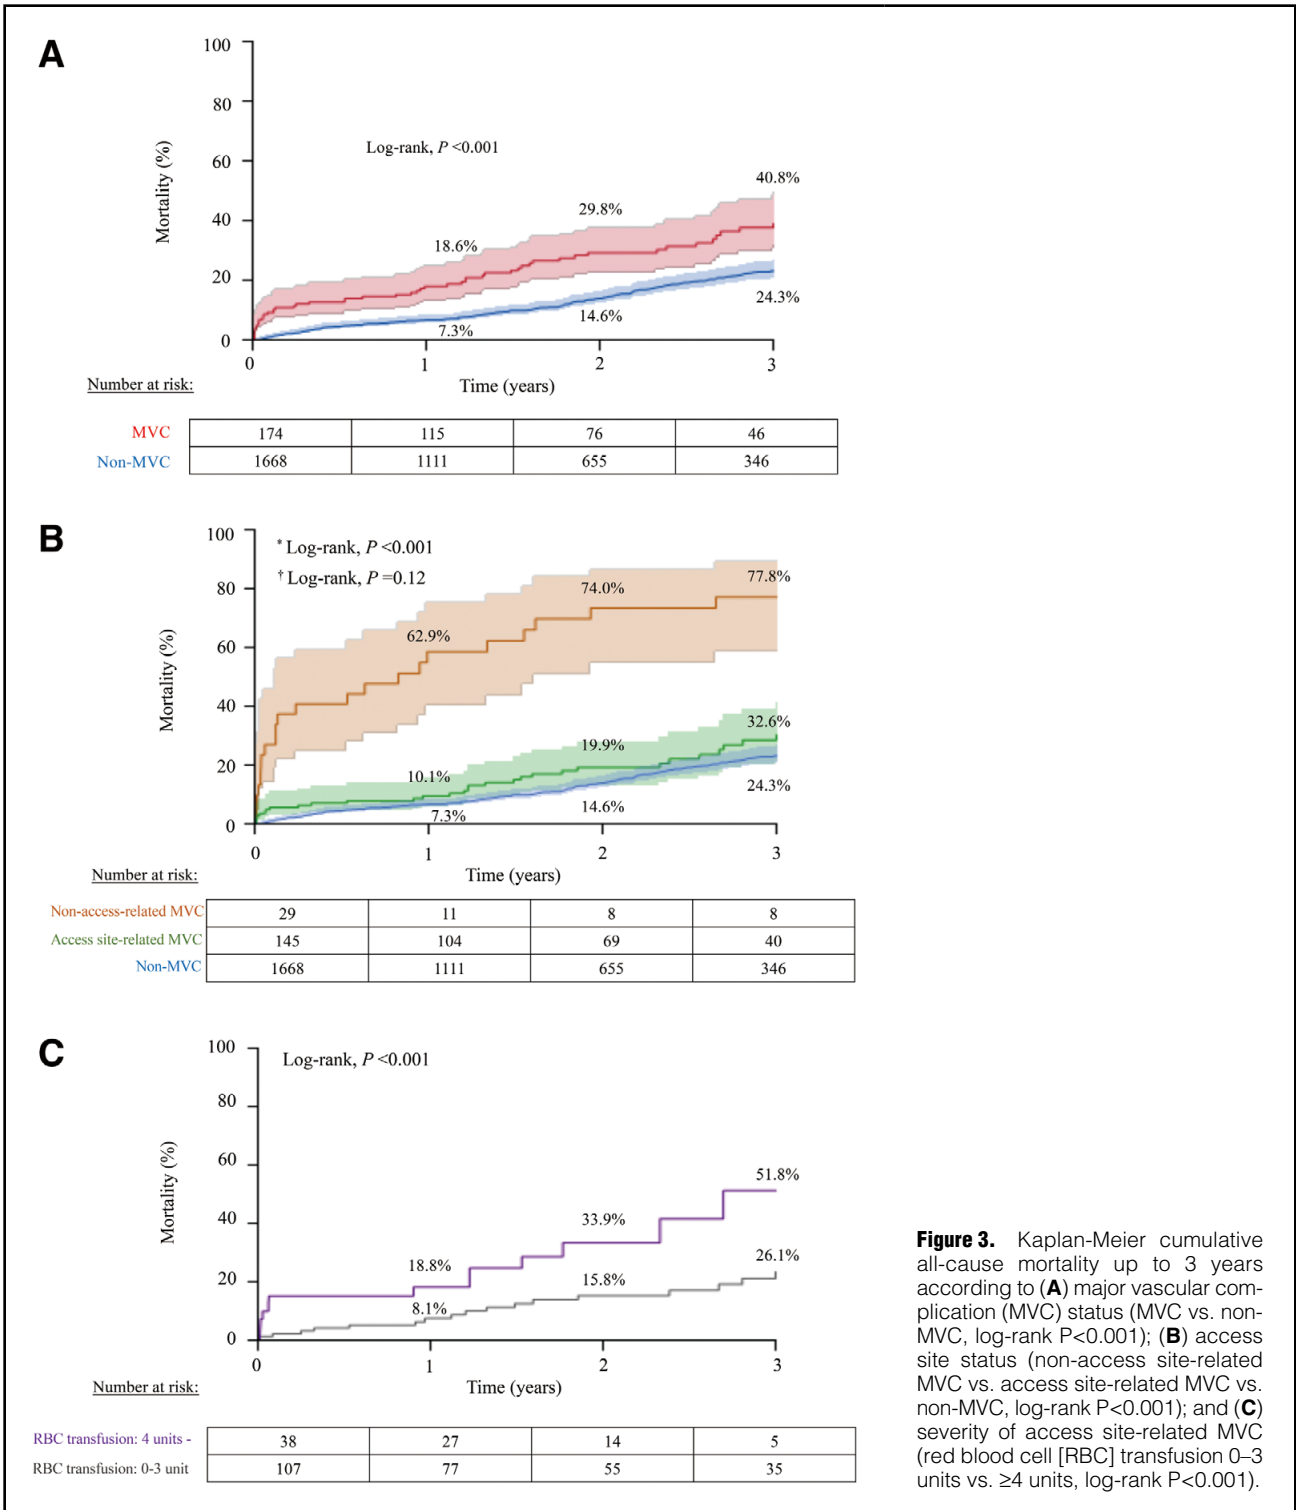 A
100
80
60
40
20
0
Mortality (%)
Log-rank, P <0.001
40.8%
29.8%
18.6%
24.3%
14.6%
7.3%
0 1 2 3
Time (years)
Number at risk:
MVC 174 115 76 46
Non-MVC 1668 1111 655 346
B
100
80
60
40
20
0
Mortality (%)
* Log-rank, P <0.001
† Log-rank, P =0.12
77.8%
74.0%
62.9%
32.6%
19.9%
10.1%
24.3%
14.6%
7.3%
0 1 2 3
Time (years)
Number at risk:
Non-access-related MVC 29 11 8 8
Access site-related MVC 145 104 69 40
Non-MVC 1668 1111 655 346
C
100
80
60
40
20
0
Mortality (%)
Log-rank, P <0.001
51.8%
33.9%
18.8%
26.1%
15.8%
8.1%
0 1 2 3
Time (years)
Number at risk:
RBC transfusion: 4 units - 38 27 14 5
RBC transfusion: 0-3 unit 107 77 55 35
Figure 3. Kaplan-Meier cumulative
all-cause mortality up to 3 years
according to (A) major vascular com-
plication (MVC) status (MVC vs. non-
MVC, log-rank P<0.001); (B) access
site status (non-access site-related
MVC vs. access site-related MVC vs.
non-MVC, log-rank P<0.001); and (C)
severity of access site-related MVC
(red blood cell [RBC] transfusion 0–3
units vs. ≥4 units, log-rank P<0.001).